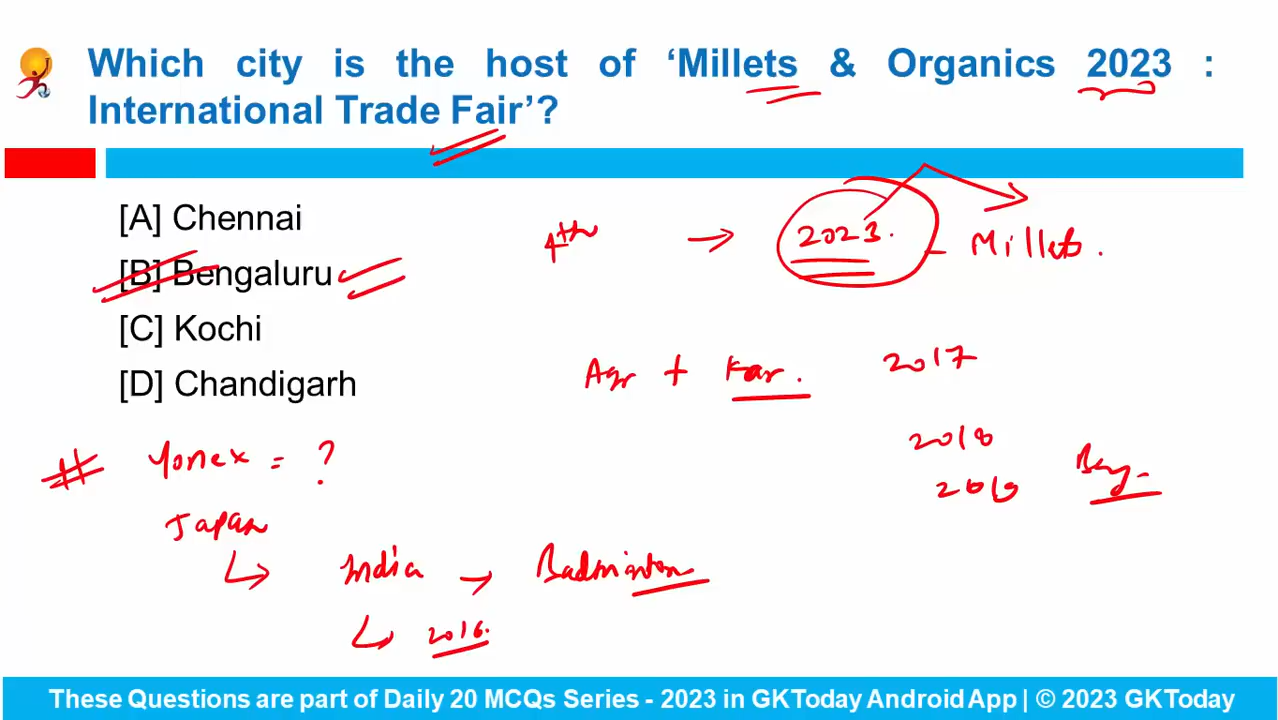 Which city is the host of ‘Millets & Organics 2023 :
International Trade Fair’?
[A] Chennai
4th → 2023. - Millets.
[B] Bengaluru
[C] Kochi
Agr + Kar. 2017
[D] Chandigarh
2018
# Yonex = ?
2019 Beng-
Japan
India → Badminton
2016.
These Questions are part of Daily 20 MCQs Series - 2023 in GKToday Android App | © 2023 GKToday